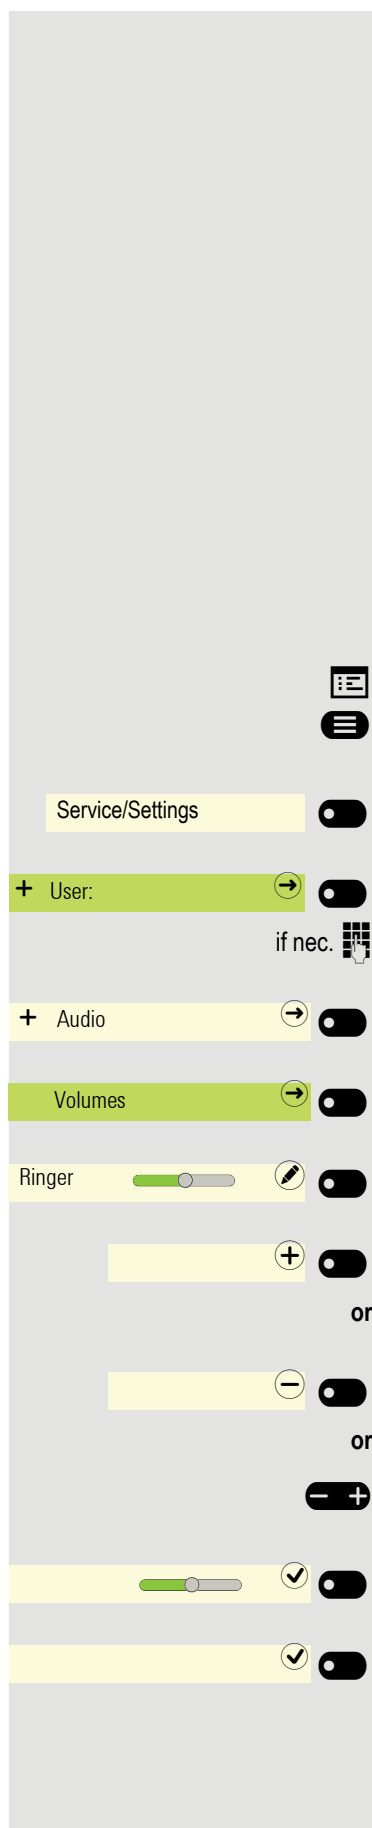 Service/Settings
+ User:
if nec.
+ Audio
Volumes
Ringer
or
or